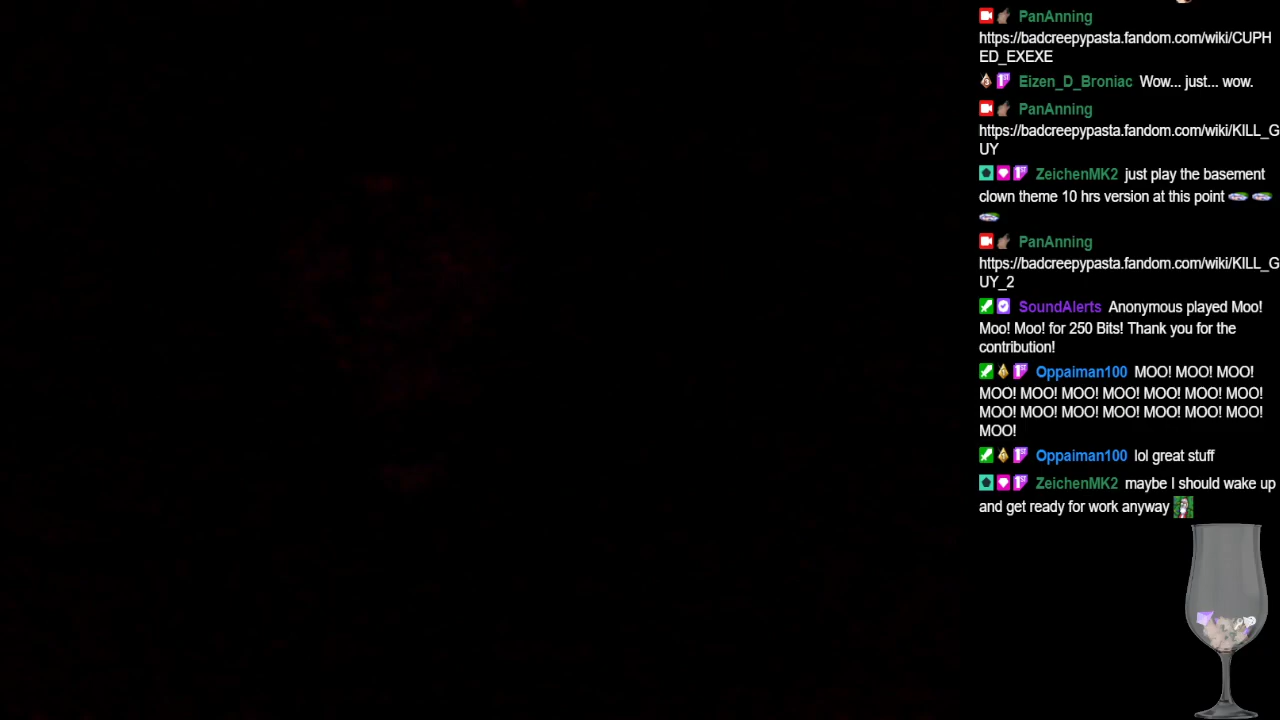 PanAnning
https://badcreepypasta.fandom.com/wiki/CUPH
ED_EXEXE
Eizen_D_Broniac Wow... just... wow.
PanAnning
https://badcreepypasta.fandom.com/wiki/KILL_G
UY
ZeichenMK2 just play the basement
clown theme 10 hrs version at this point
PanAnning
https://badcreepypasta.fandom.com/wiki/KILL_G
UY_2
SoundAlerts Anonymous played Moo!
Moo! Moo! for 250 Bits! Thank you for the
contribution!
Oppaiman100 MOO! MOO! MOO!
MOO! MOO! MOO! MOO! MOO! MOO! MOO!
MOO! MOO! MOO! MOO! MOO! MOO! MOO!
MOO!
Oppaiman100 lol great stuff
ZeichenMK2 maybe I should wake up
and get ready for work anyway